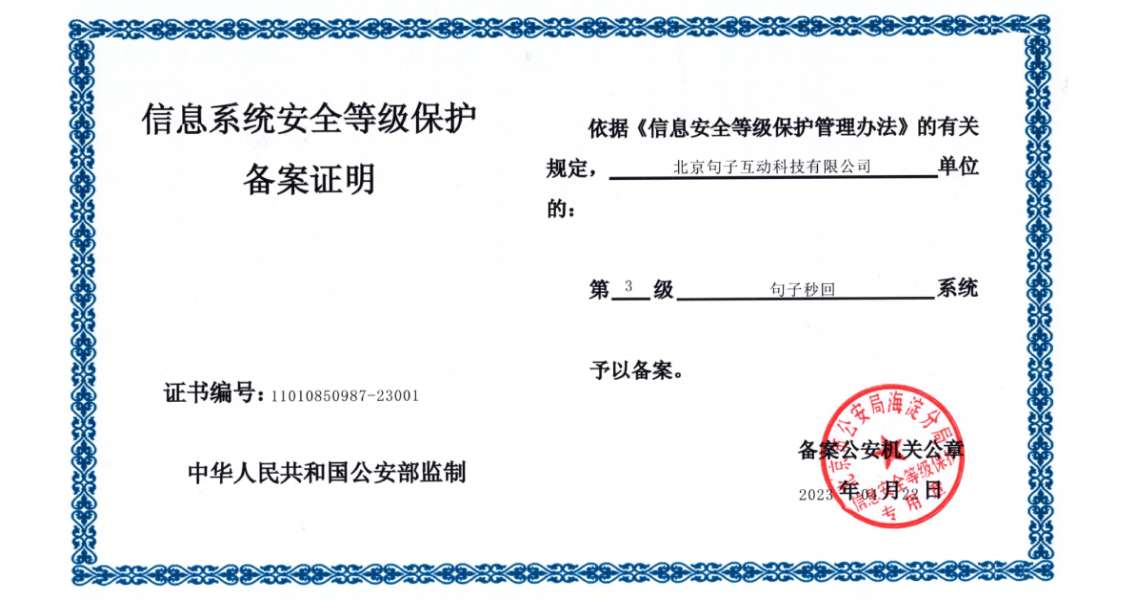 信息系统安全等级保护
备案证明
证书编号：11010850987-23001
中华人民共和国公安部监制
依据《信息安全等级保护管理办法》的有关
规定，北京句子互动科技有限公司单位
的：
第 3 级 句子秒回 系统
予以备案。
备案公安机关公章
2023 年 月 日
北京市公安局海淀分局
信息安全等级保护
专用章